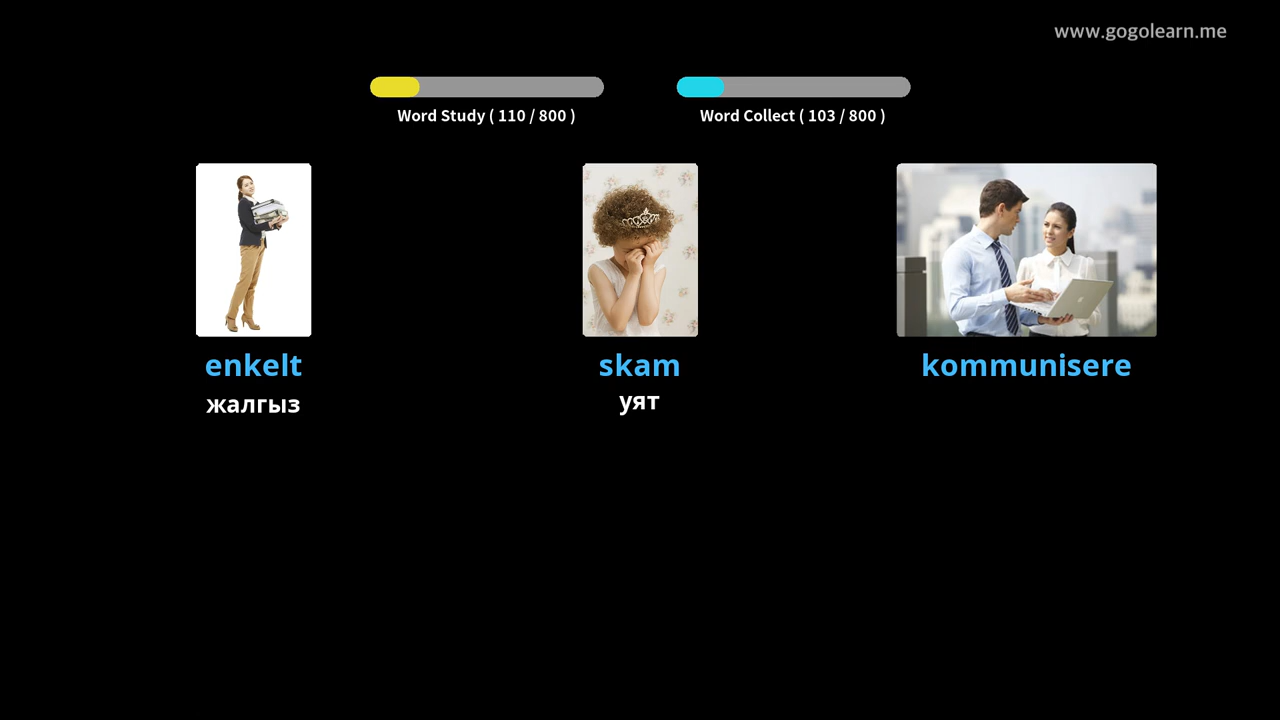 www.gogolearn.me
Word Study ( 110 / 800 )
Word Collect ( 103 / 800 )
enkelt
skam
kommunisere
жалгыз
уят